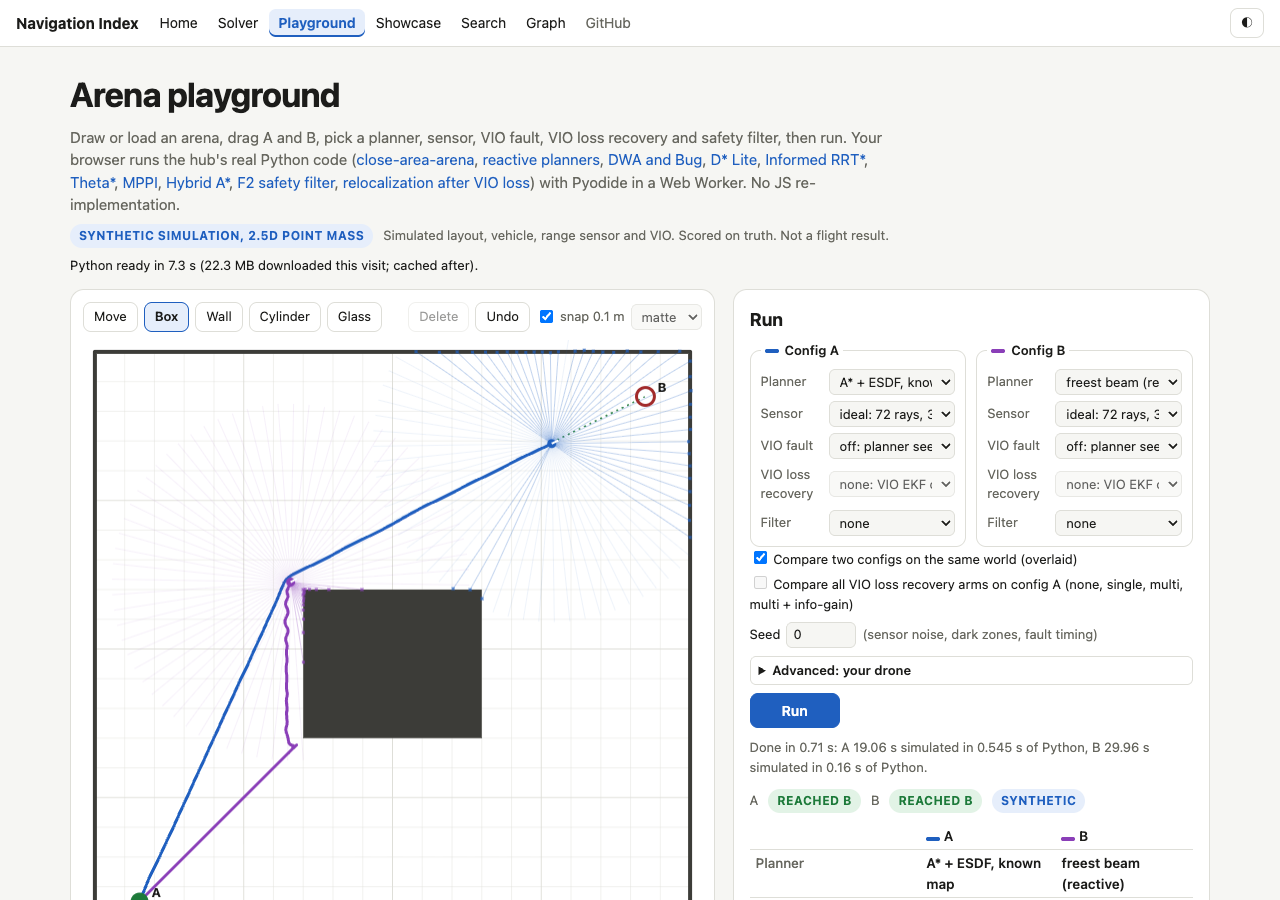 Navigation Index Home Solver Playground Showcase Search Graph GitHub
Arena playground
Draw or load an arena, drag A and B, pick a planner, sensor, VIO fault, VIO loss recovery and safety filter, then run. Your
browser runs the hub's real Python code (close-area-arena, reactive planners, DWA and Bug, D* Lite, Informed RRT*,
Theta*, MPPI, Hybrid A*, F2 safety filter, relocalization after VIO loss) with Pyodide in a Web Worker. No JS re-
implementation.
SYNTHETIC SIMULATION, 2.5D POINT MASS Simulated layout, vehicle, range sensor and VIO. Scored on truth. Not a flight result.
Python ready in 7.3 s (22.3 MB downloaded this visit; cached after).
Move Box Wall Cylinder Glass Delete Undo snap 0.1 m matte
B
A
Run
Config A
Planner A* + ESDF, know
Sensor ideal: 72 rays, 3
VIO fault off: planner see
VIO loss
recovery none: VIO EKF
Filter none
Config B
Planner freest beam (re
Sensor ideal: 72 rays, 3
VIO fault off: planner see
VIO loss
recovery none: VIO EKF
Filter none
Compare two configs on the same world (overlaid)
Compare all VIO loss recovery arms on config A (none, single, multi,
multi + info-gain)
Seed 0 (sensor noise, dark zones, fault timing)
Advanced: your drone
Run
Done in 0.71 s: A 19.06 s simulated in 0.545 s of Python, B 29.96 s
simulated in 0.16 s of Python.
A REACHED B B REACHED B SYNTHETIC
A B
Planner A* + ESDF, known freest beam
map (reactive)